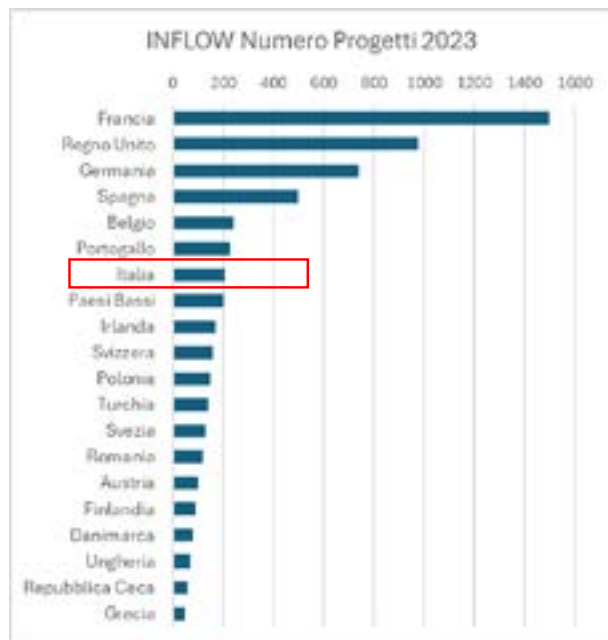 INFLOW Numero Progetti 2023
0 200 400 600 800 1000 1200 1400 1600
Francia
Regno Unito
Germania
Spagna
Belgio
Portogallo
Italia
Paesi Bassi
Irlanda
Svizzera
Polonia
Turchia
Svezia
Romania
Austria
Finlandia
Danimarca
Ungheria
Repubblica Ceca
Grecia